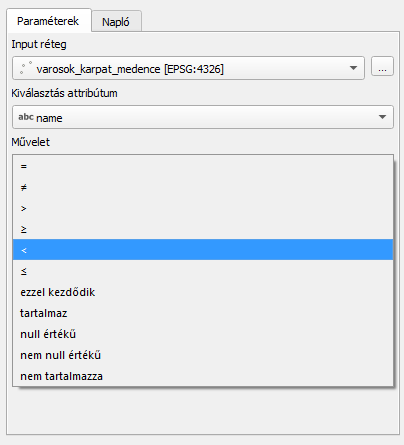 Paraméterek Napló
Input réteg
varosok_karpat_medence [EPSG:4326]
...
Kiválasztás attribútum
abc name
Művelet
=
≠
>
≥
<
≤
ezzel kezdődik
tartalmaz
null értékű
nem null értékű
nem tartalmazza